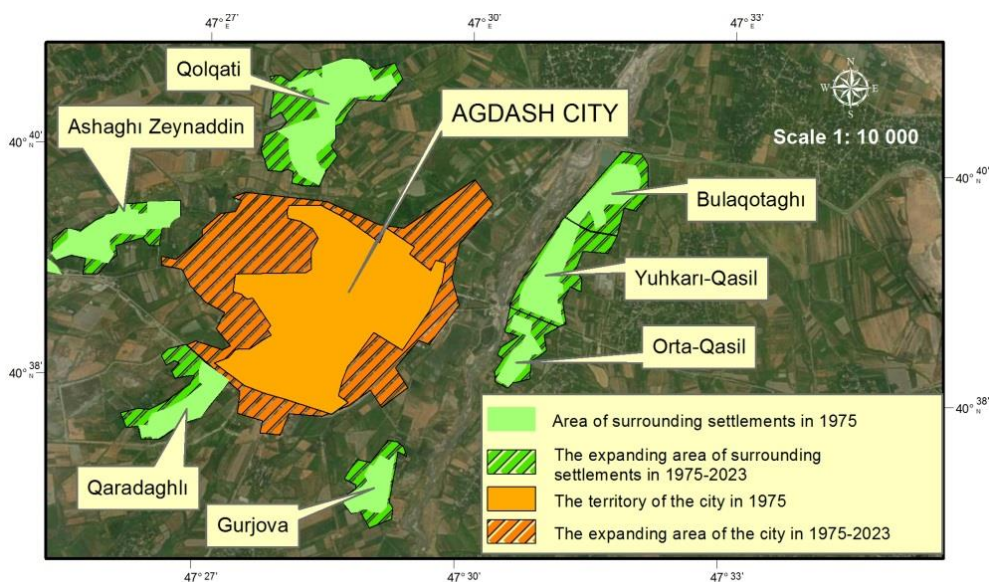 47° 27'
E
47° 30'
E
47° 33'
E
Qolqati
N
W E
S
AGDASH CITY
Ashaghı Zeynaddin
40° 40'
N
Scale 1: 10 000
40° 40'
N
Bulaqotaghı
Yuhkarı-Qasil
Orta-Qasil
40° 38'
N
40° 38'
N
Area of surrounding settlements in 1975
The expanding area of surrounding
settlements in 1975-2023
Qaradaghlı
The territory of the city in 1975
Gurjova
The expanding area of the city in 1975-2023
47° 27'
E
47° 30'
E
47° 33'
E